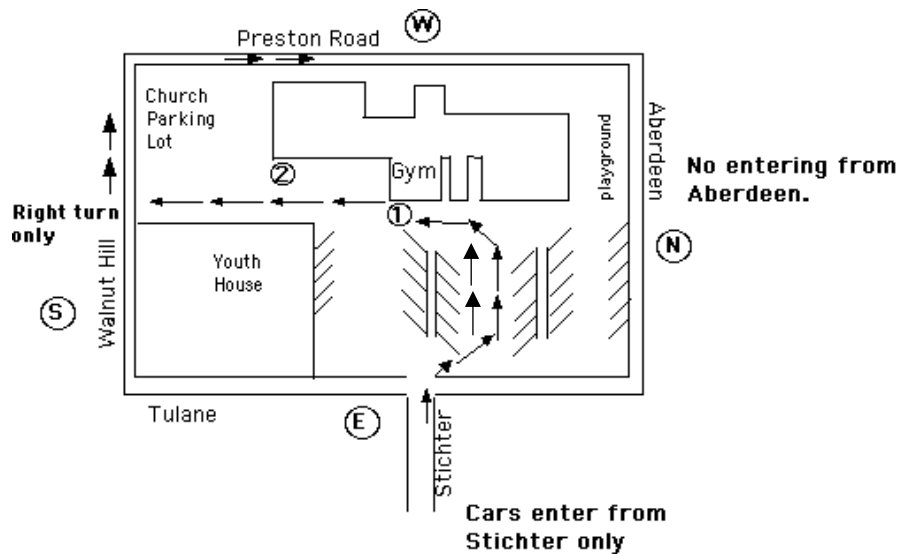 W
Preston Road
Church
Parking
Lot
Aberdeen
playground
No entering from
Aberdeen.
2
Gym
1
Right turn
only
N
Walnut Hill
Youth
House
S
Tulane
E
Stichter
Cars enter from
Stichter only